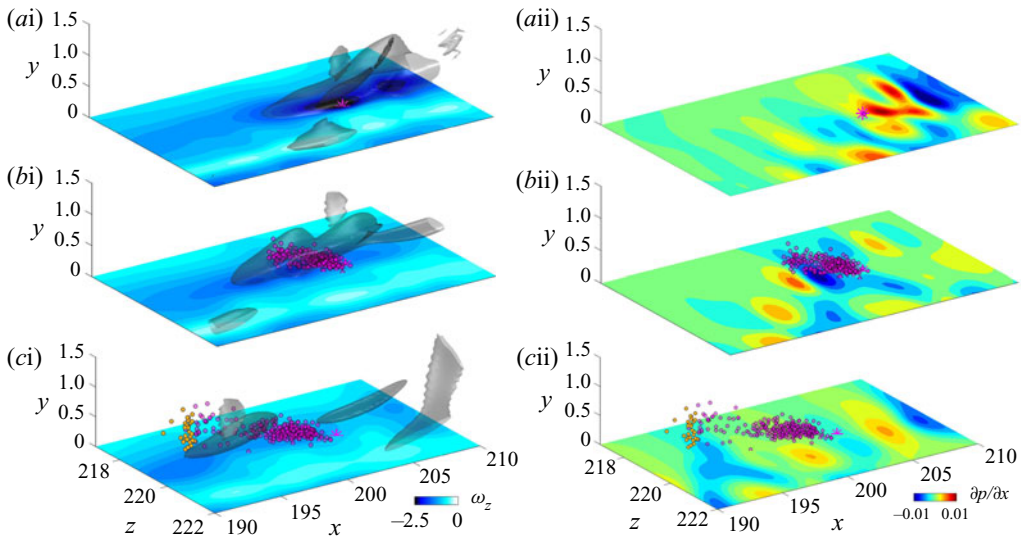 (ai) (aii)
1.5 1.5
1.0 1.0
y y
0.5 0.5
0 0
(bi) (bii)
1.5 1.5
1.0 1.0
y y
0.5 0.5
0 0
(ci) (cii)
1.5 1.5
1.0 1.0
y y
0.5 0.5
0 0
218 210 218 210
220 205 220 205
200 ω_z 200 ∂p/∂x
z 222 195 x −2.5 0 z 222 195 x −0.01 0.01
190 190